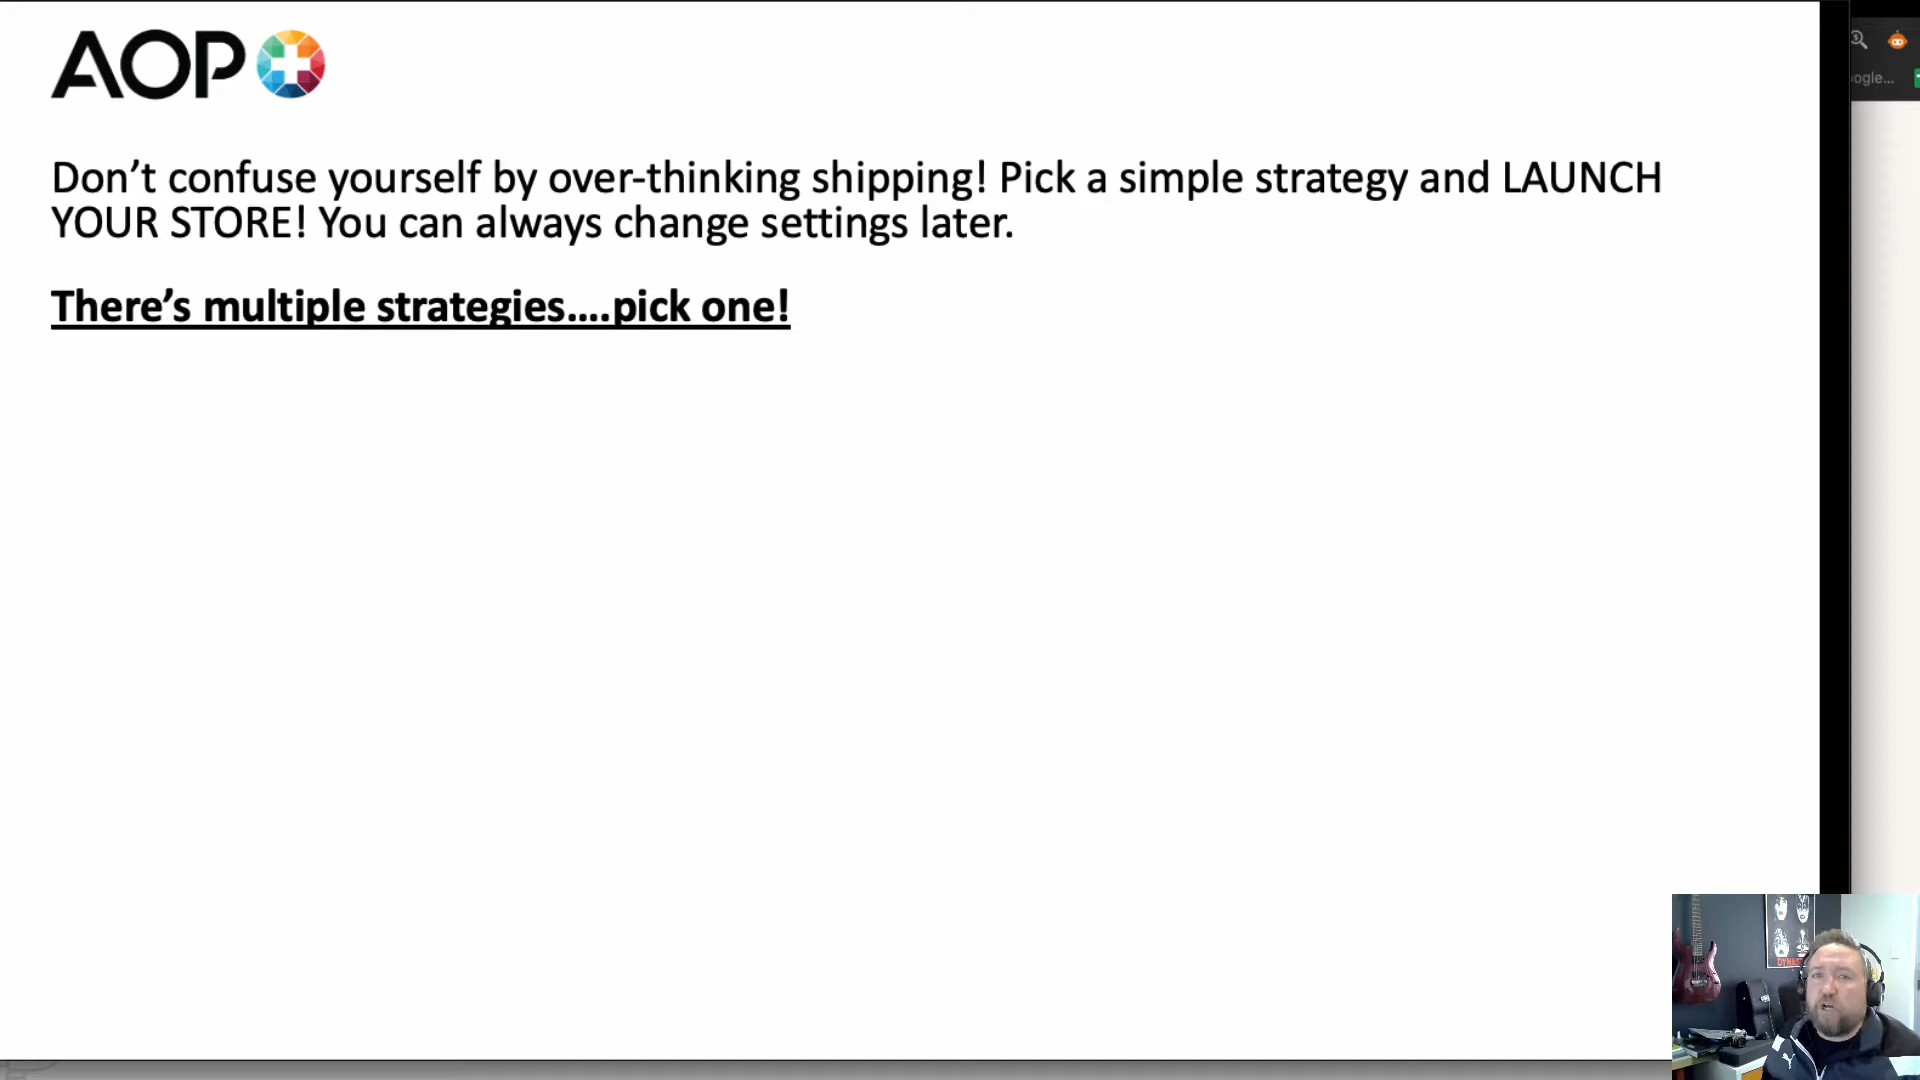 AOP
Don’t confuse yourself by over-thinking shipping! Pick a simple strategy and LAUNCH
YOUR STORE! You can always change settings later.
There’s multiple strategies....pick one!
ogle...